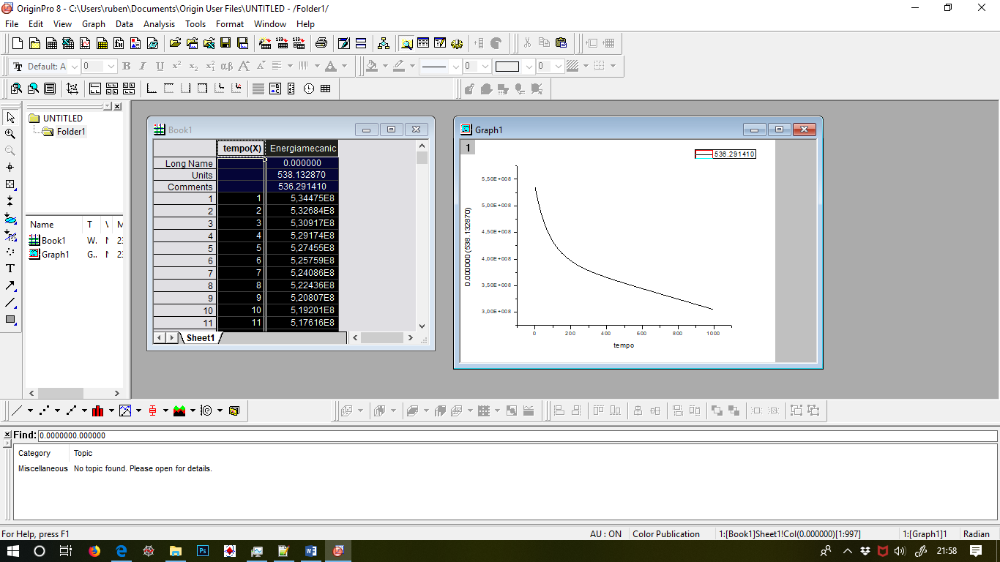 OriginPro 8 - C:\Users\ruben\Documents\Origin User Files\UNTITLED - /Folder1/
File Edit View Graph Data Analysis Tools Format Window Help
Default: A 0 B I U x² x₂ x₁² αβ A A 0 0
UNTITLED
Folder1
Name T \ M
Book1 W. N 23
Graph1 G.. N 23
Book1
tempo(X) Energiamecanic
Long Name 0.000000
Units 538.132870
Comments 536.291410
1 1 5,34475E8
2 2 5,32684E8
3 3 5,30917E8
4 4 5,29174E8
5 5 5,27455E8
6 6 5,25759E8
7 7 5,24086E8
8 8 5,22436E8
9 9 5,20807E8
10 10 5,19201E8
11 11 5,17616E8
Sheet1
Graph1
1
536.291410
0.000000 (538.132870)
5,50E+008
5,00E+008
4,50E+008
4,00E+008
3,50E+008
3,00E+008
0 200 400 600 800 1000
tempo
Find: 0.0000000.000000
Category Topic
Miscellaneous No topic found. Please open for details.
For Help, press F1 AU : ON Color Publication 1:[Book1]Sheet1!Col(0.000000)[1:997] 1:[Graph1]1 Radian
21:58